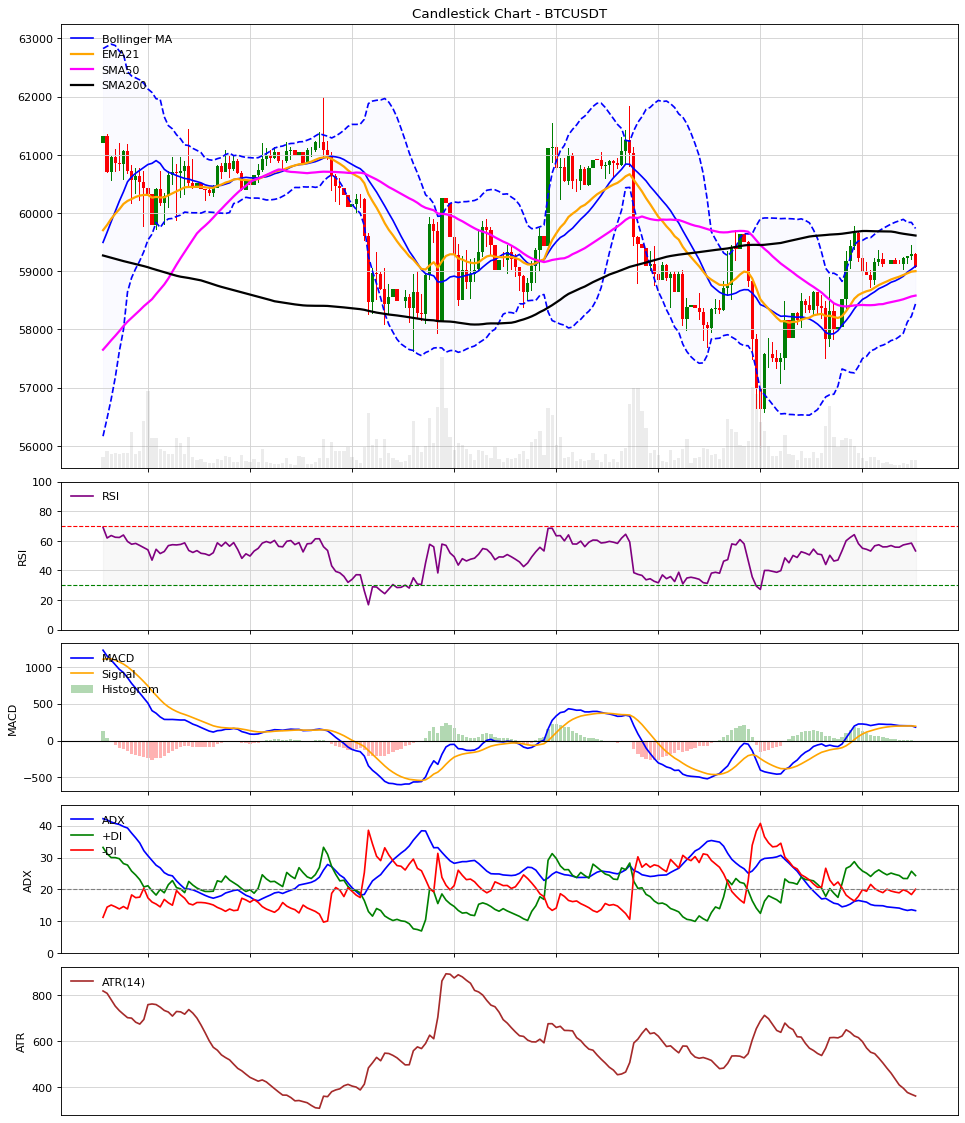 Candlestick Chart - BTCUSDT
63000
62000
61000
60000
59000
58000
57000
56000
Bollinger MA
EMA21
SMA50
SMA200
100
80
60
40
20
0
RSI
RSI
1000
500
0
−500
MACD
MACD
Signal
Histogram
40
30
20
10
0
ADX
ADX
+DI
-DI
800
600
400
ATR
ATR(14)